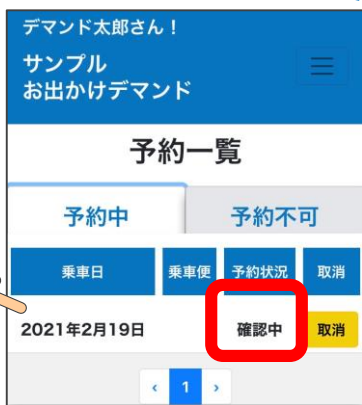 デマンド太郎さん！
サンプル
お出かけデマンド
予約一覧
予約中 予約不可
乗車日 乗車便 予約状況 取消
2021年2月19日 確認中 取消
‹ 1 ›